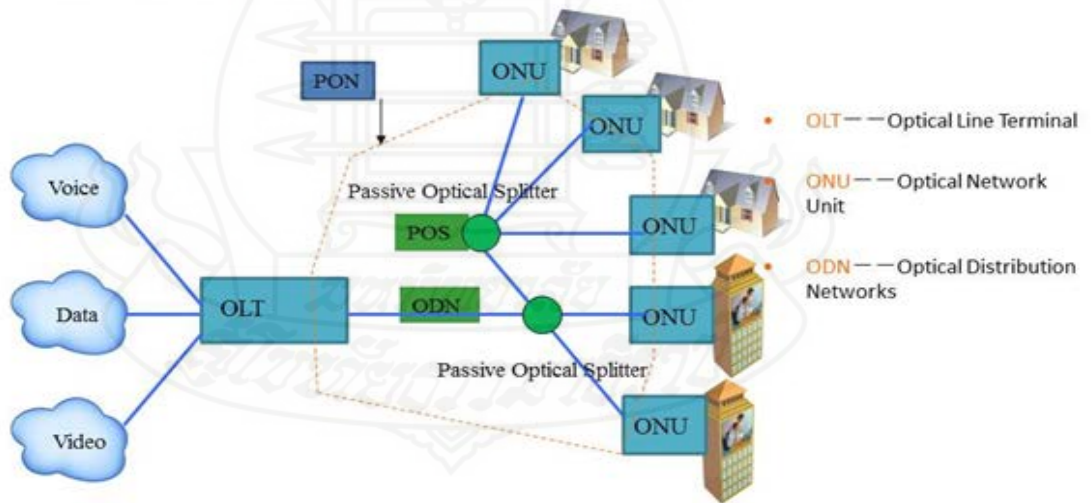 PON
ONU
ONU
Voice
Passive Optical Splitter
POS
ONU
Data
OLT
ODN
ONU
Passive Optical Splitter
Video
ONU
• OLT——Optical Line Terminal
• ONU——Optical Network
Unit
• ODN——Optical Distribution
Networks